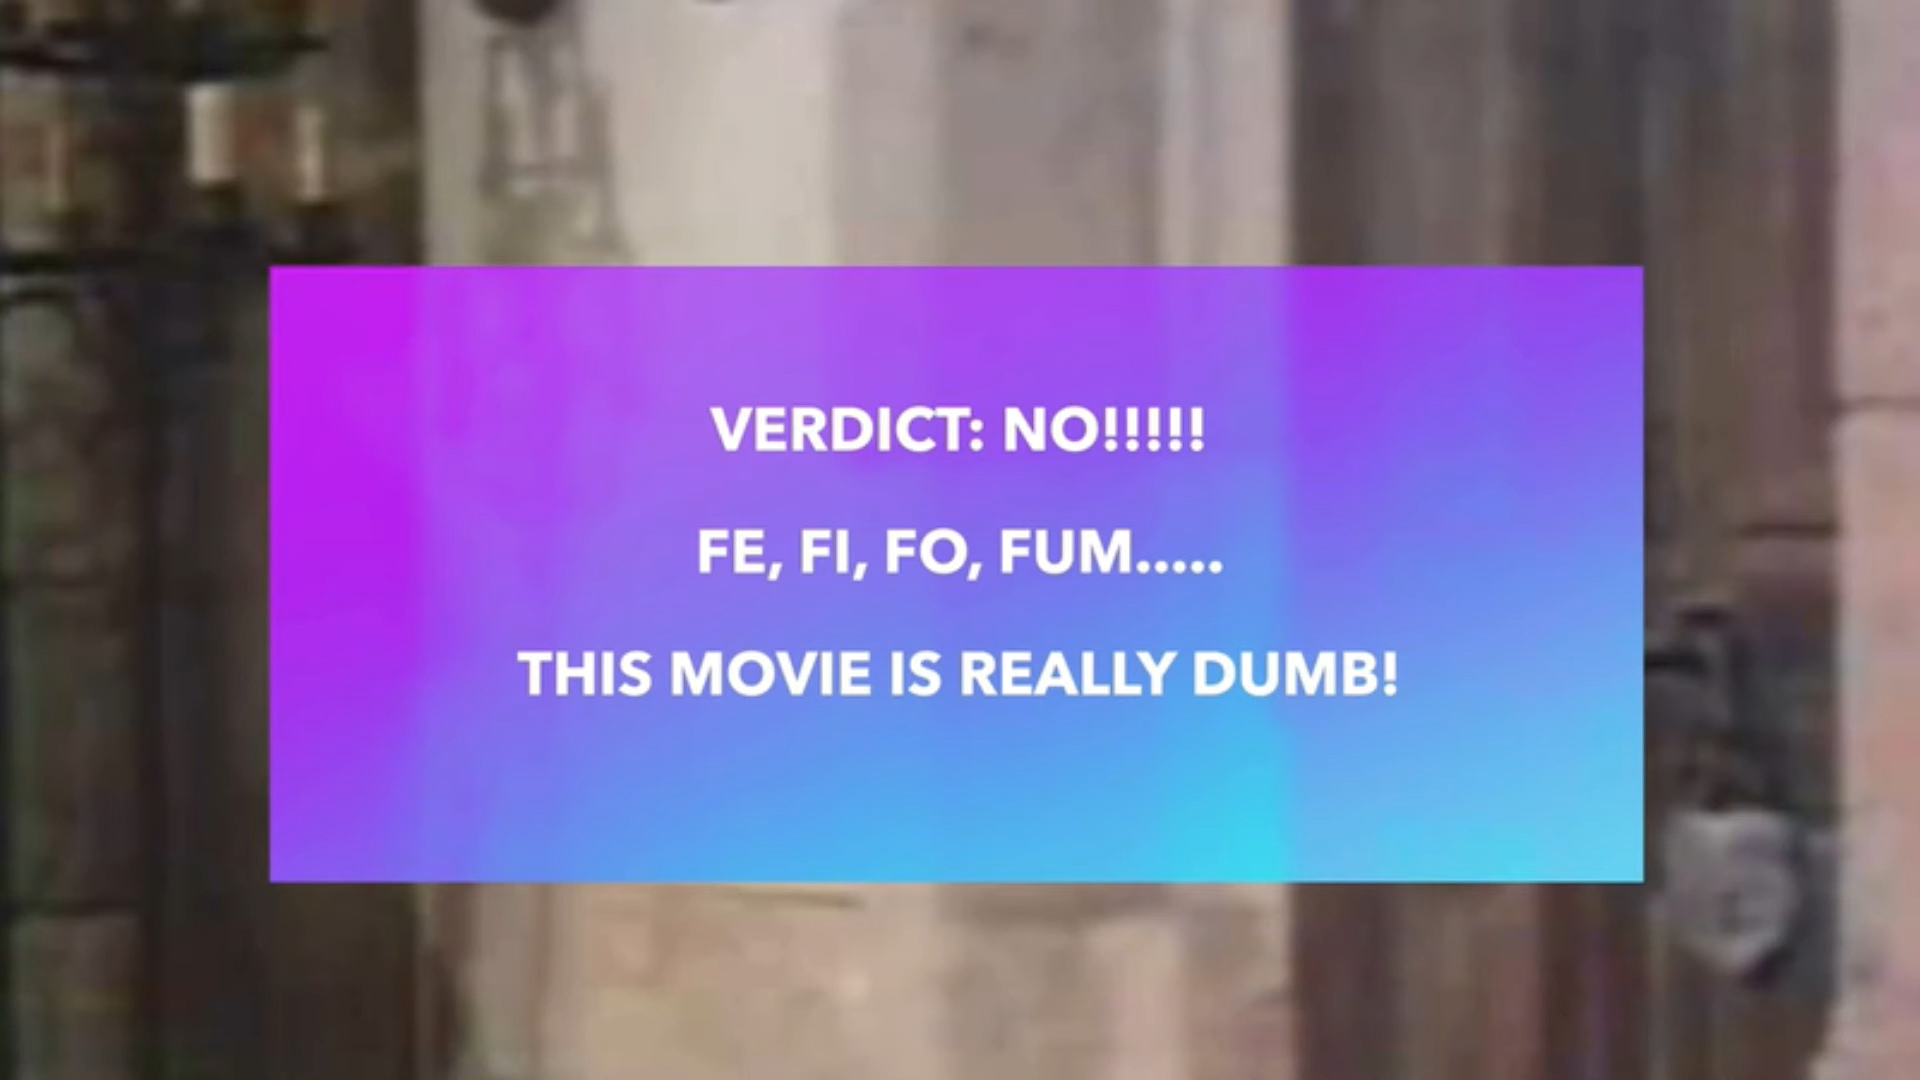 VERDICT: NO!!!!!
FE, FI, FO, FUM.....
THIS MOVIE IS REALLY DUMB!